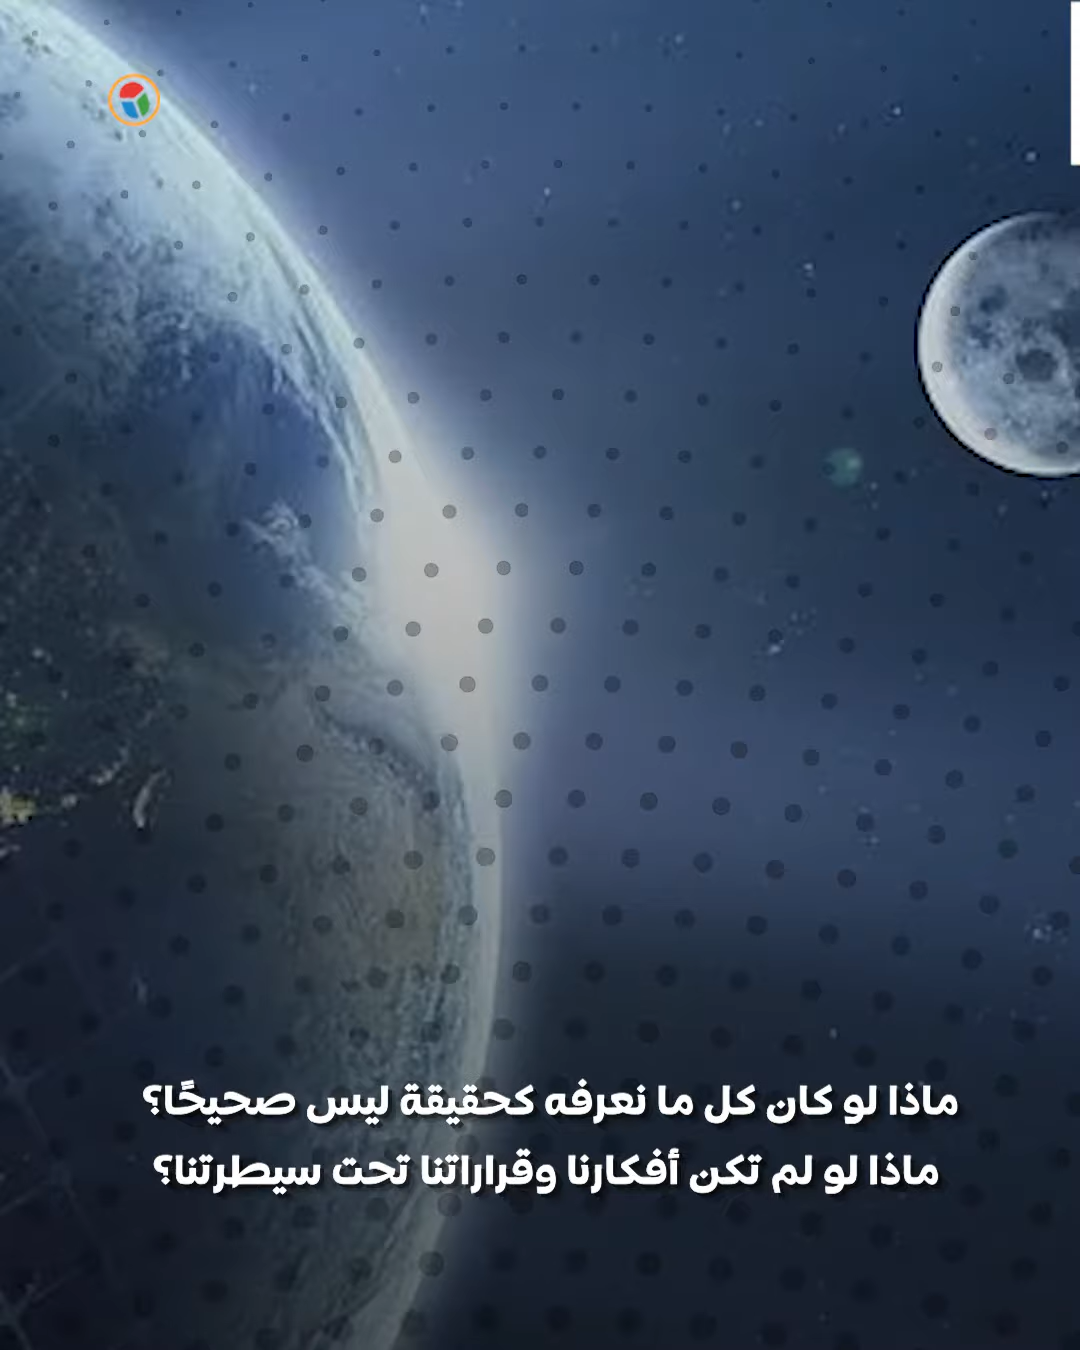 ماذا لو كان كل ما نعرفه كحقيقة ليس صحيحًا؟
ماذا لو لم تكن أفكارنا وقراراتنا تحت سيطرتنا؟